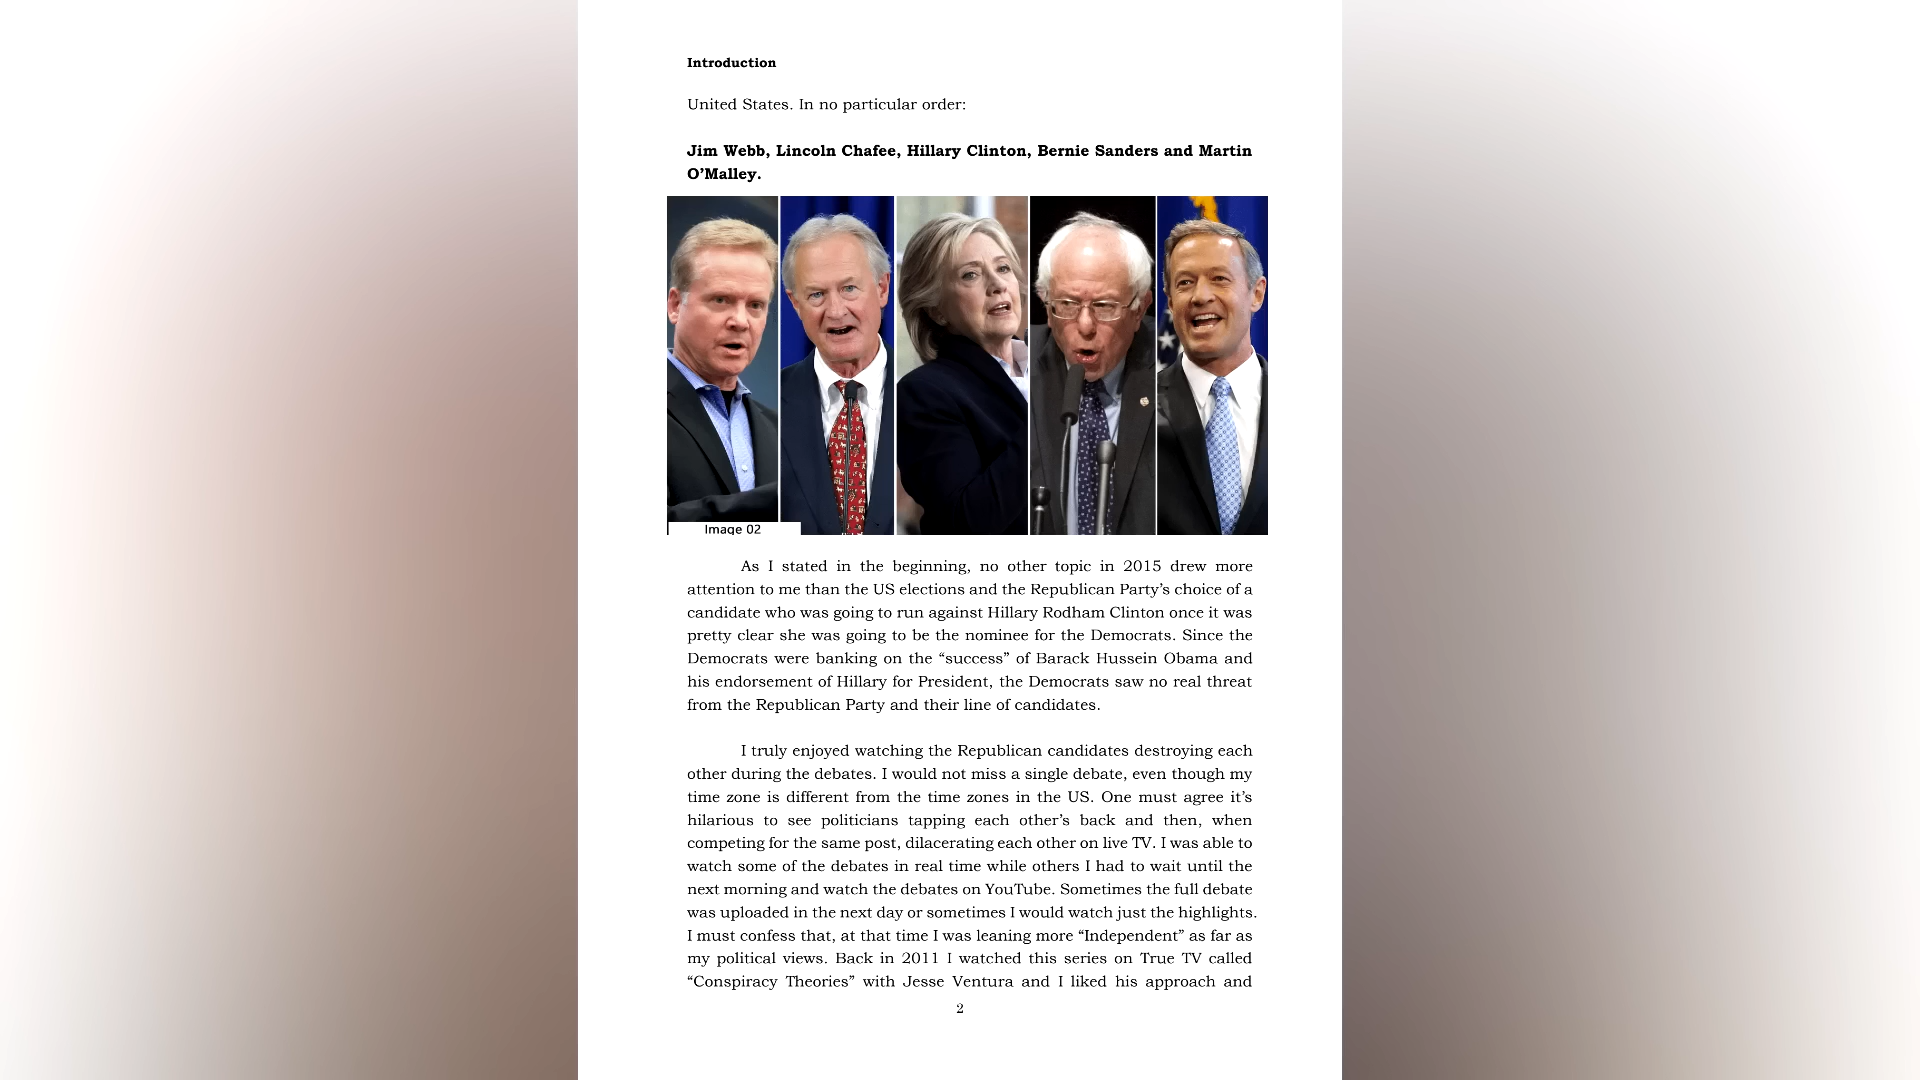 Introduction
United States. In no particular order:
Jim Webb, Lincoln Chafee, Hillary Clinton, Bernie Sanders and Martin
O’Malley.
Image 02
As I stated in the beginning, no other topic in 2015 drew more
attention to me than the US elections and the Republican Party’s choice of a
candidate who was going to run against Hillary Rodham Clinton once it was
pretty clear she was going to be the nominee for the Democrats. Since the
Democrats were banking on the “success” of Barack Hussein Obama and
his endorsement of Hillary for President, the Democrats saw no real threat
from the Republican Party and their line of candidates.
I truly enjoyed watching the Republican candidates destroying each
other during the debates. I would not miss a single debate, even though my
time zone is different from the time zones in the US. One must agree it’s
hilarious to see politicians tapping each other’s back and then, when
competing for the same post, dilacerating each other on live TV. I was able to
watch some of the debates in real time while others I had to wait until the
next morning and watch the debates on YouTube. Sometimes the full debate
was uploaded in the next day or sometimes I would watch just the highlights.
I must confess that, at that time I was leaning more “Independent” as far as
my political views. Back in 2011 I watched this series on True TV called
“Conspiracy Theories” with Jesse Ventura and I liked his approach and
2